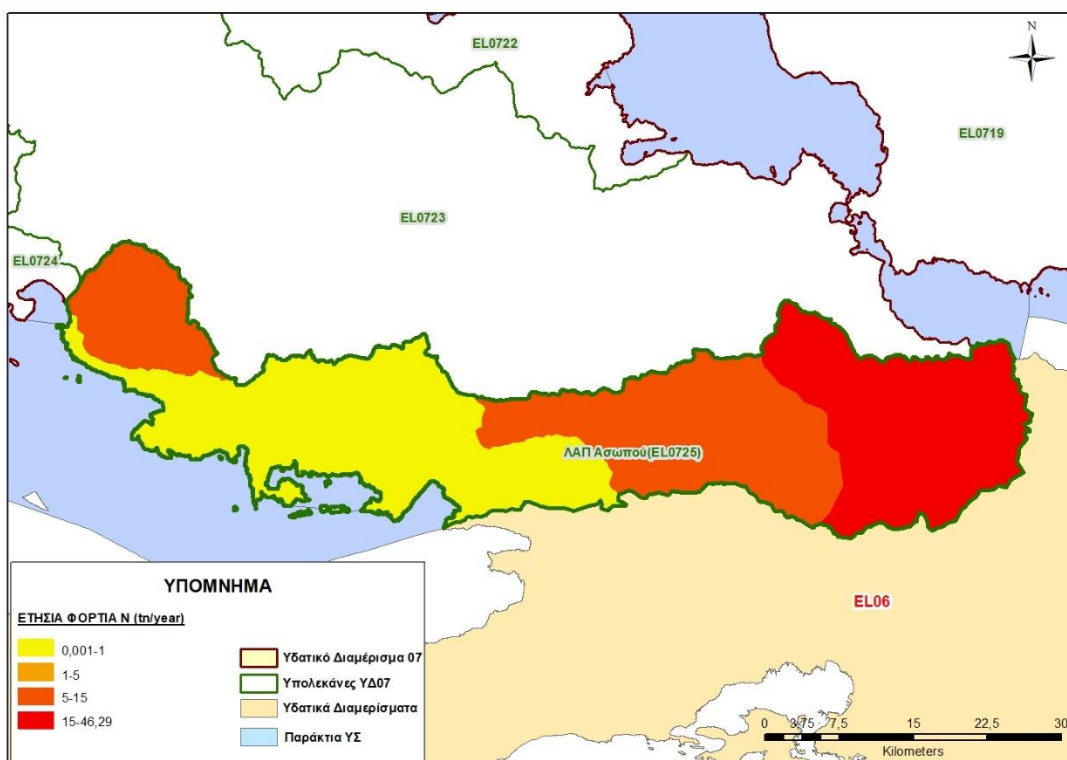 N
EL0722
EL0719
EL0723
EL0724
ΛΑΠ Ασωπού(EL0725)
EL06
ΥΠΟΜΝΗΜΑ
ΕΤΗΣΙΑ ΦΟΡΤΙΑ N (tn/year)
0,001-1
1-5
5-15
15-46,29
Υδατικό Διαμέρισμα 07
Υπολεκάνες ΥΔ07
Υδατικά Διαμερίσματα
Παράκτια ΥΣ
0 3,75 7,5 15 22,5 30
Kilometers